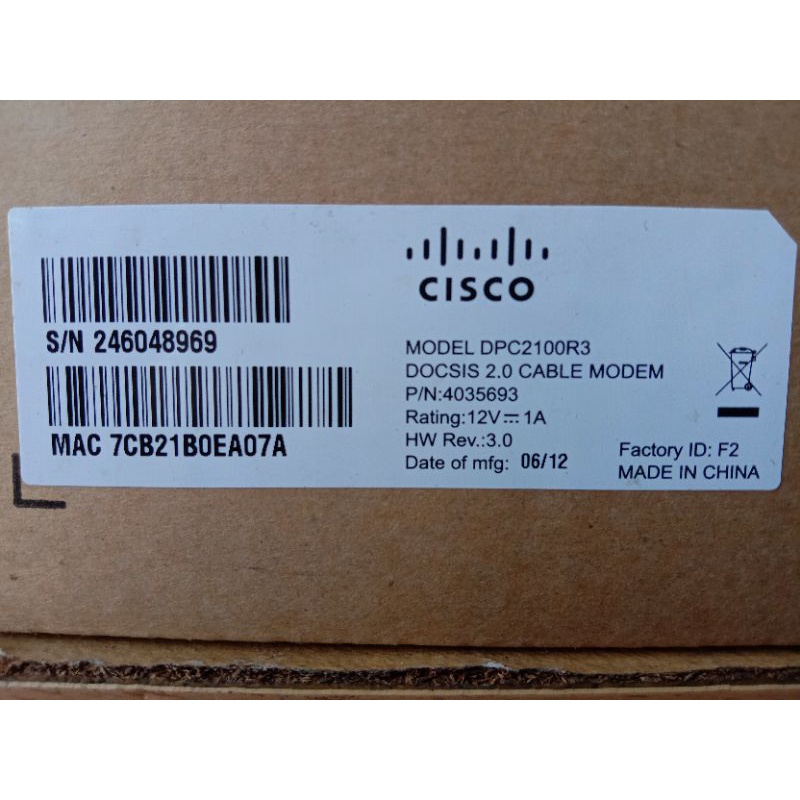 S/N 246048969
MAC 7CB21B0EA07A
CISCO
MODEL DPC2100R3
DOCSIS 2.0 CABLE MODEM
P/N:4035693
Rating:12V⎓1A
HW Rev.:3.0
Date of mfg: 06/12
Factory ID: F2
MADE IN CHINA